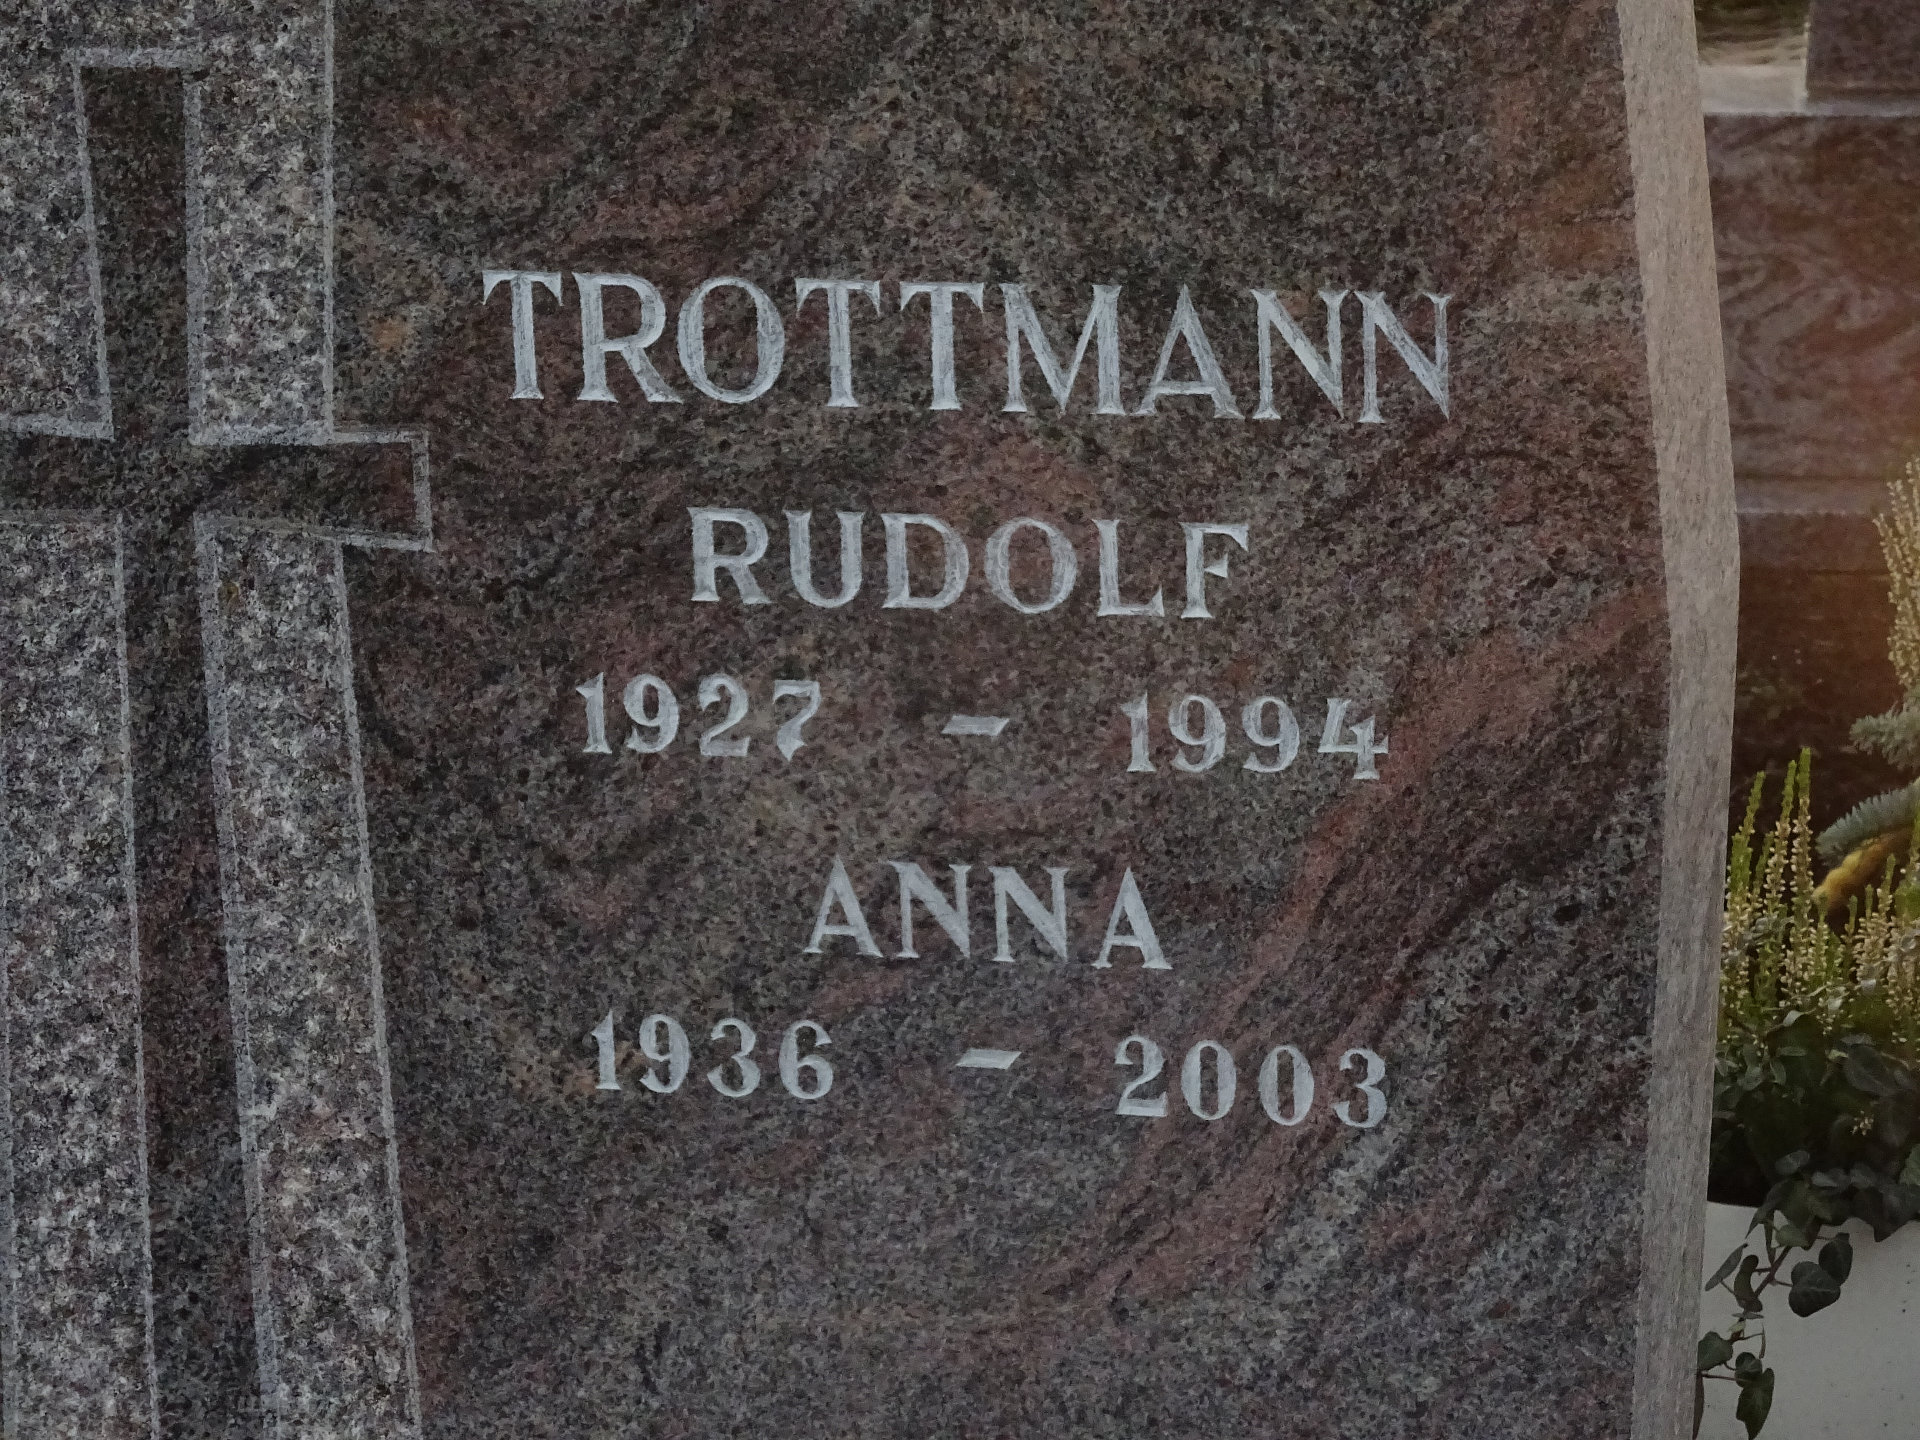 TROTTMANN
RUDOLF
1927 - 1994
ANNA
1936 - 2003